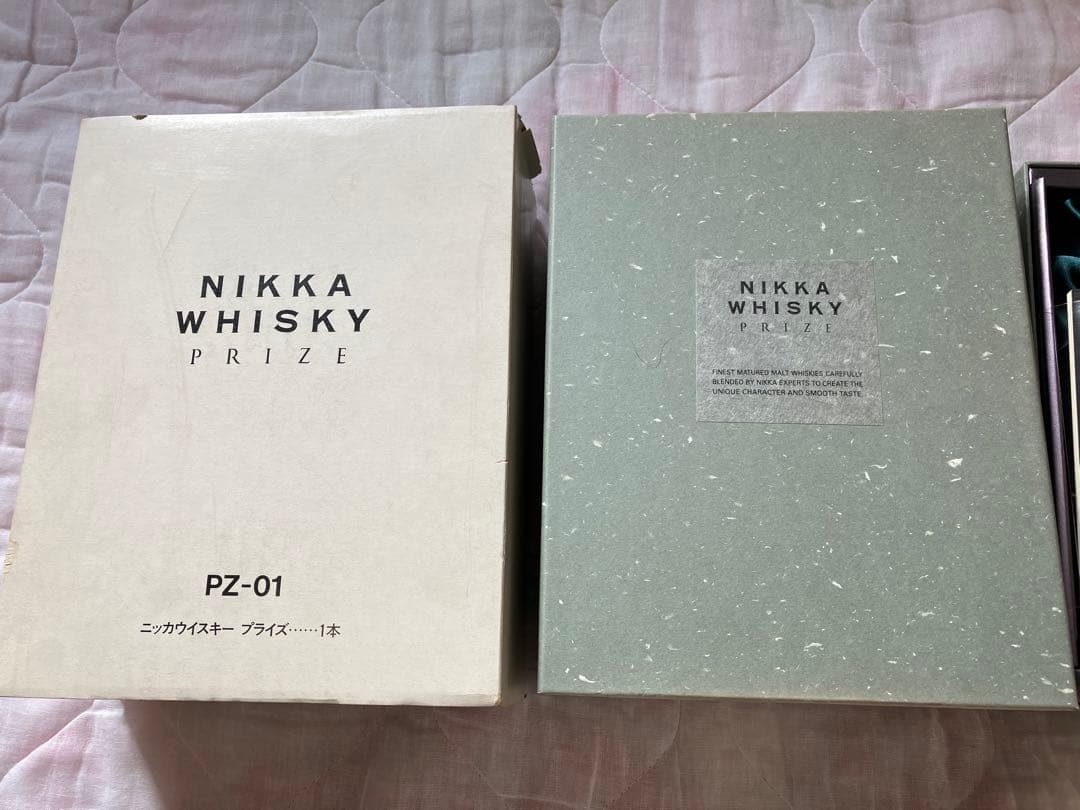 NIKKA
WHISKY
PRIZE
PZ-01
ニッカウイスキー プライズ……1本
NIKKA
WHISKY
PRIZE
FINEST MATURED MALT WHISKIES CAREFULLY
BLENDED BY NIKKA EXPERTS TO CREATE THE
UNIQUE CHARACTER AND SMOOTH TASTE.